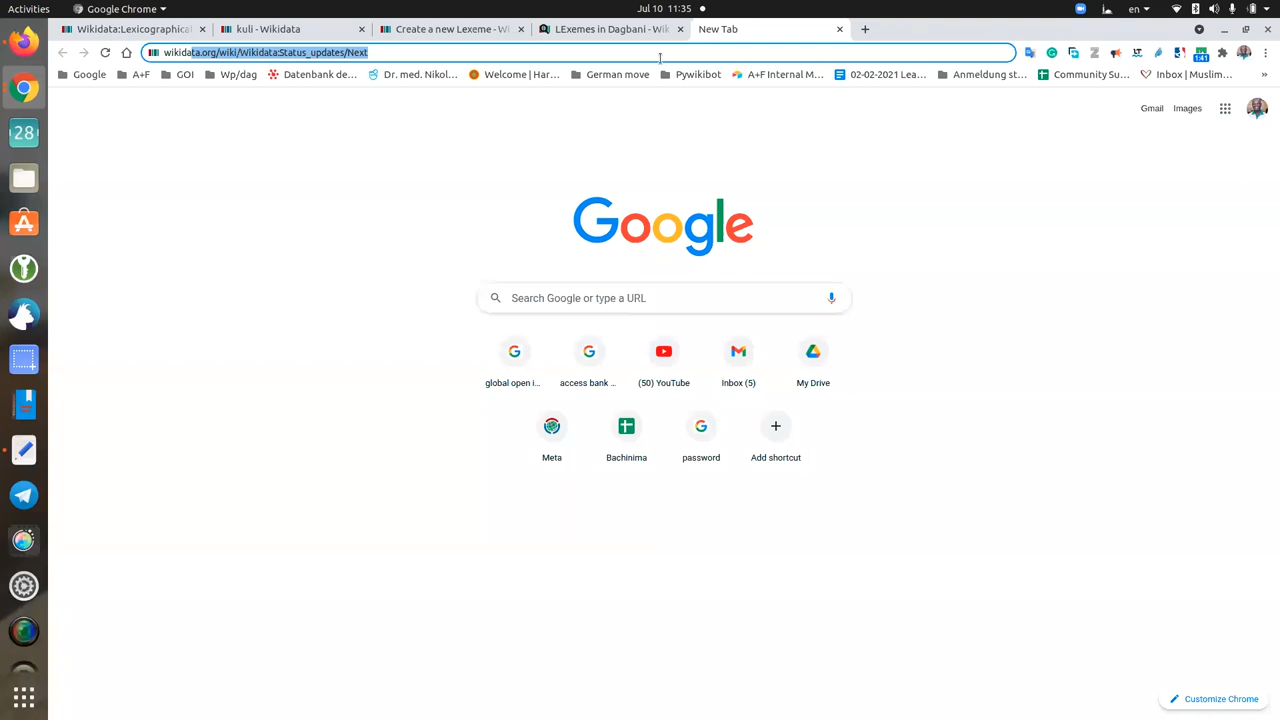 Activities
Google Chrome
Jul 10 11:35
en
Wikidata:Lexicographical
kuli - Wikidata
Create a new Lexeme - Wi
LExemes in Dagbani - Wik
New Tab
wikidata.org/wiki/Wikidata:Status_updates/Next
1:41
Google
A+F
GOI
Wp/dag
Datenbank de...
Dr. med. Nikol...
Welcome | Har...
German move
Pywikibot
A+F Internal M...
02-02-2021 Lea...
Anmeldung st...
Community Su...
Inbox | Muslim...
»
28
Gmail
Images
Google
Search Google or type a URL
global open i...
access bank ...
(50) YouTube
Inbox (5)
My Drive
Meta
Bachinima
password
Add shortcut
Customize Chrome